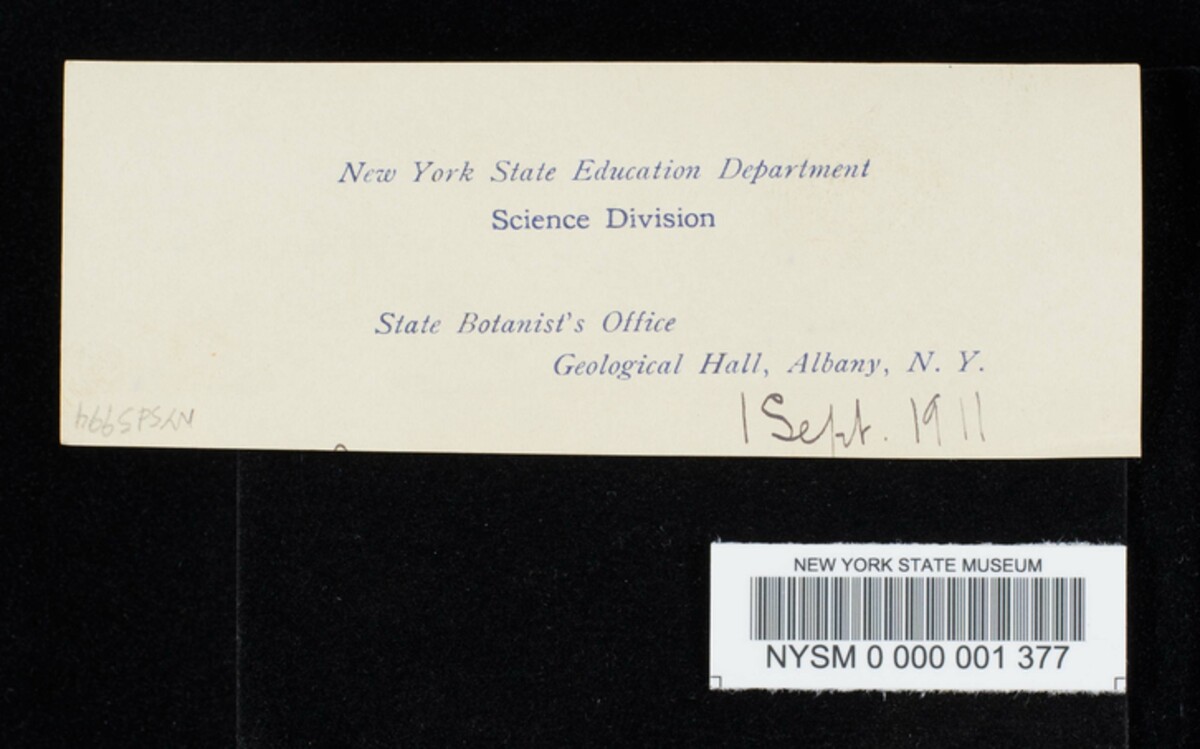 New York State Education Department
Science Division
State Botanist's Office
Geological Hall, Albany, N. Y.
1 Sept. 1911
NYSd5994
NEW YORK STATE MUSEUM
NYSM 0 000 001 377